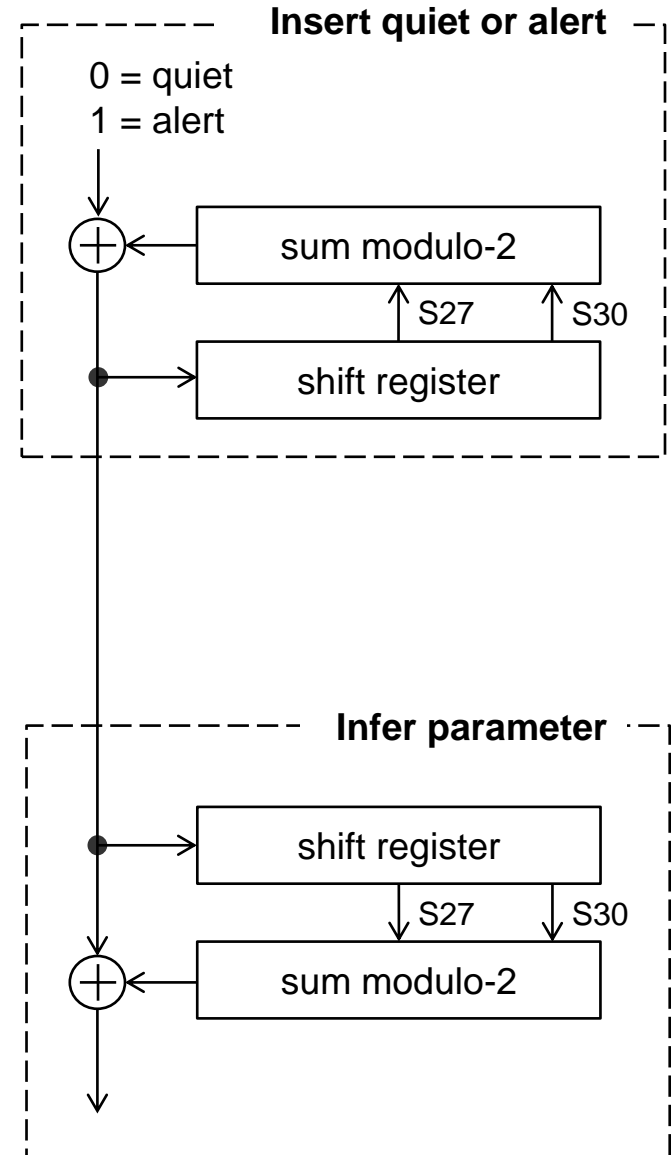 Insert quiet or alert
0 = quiet
1 = alert
sum modulo-2
S27 S30
shift register
Infer parameter
shift register
S27 S30
sum modulo-2